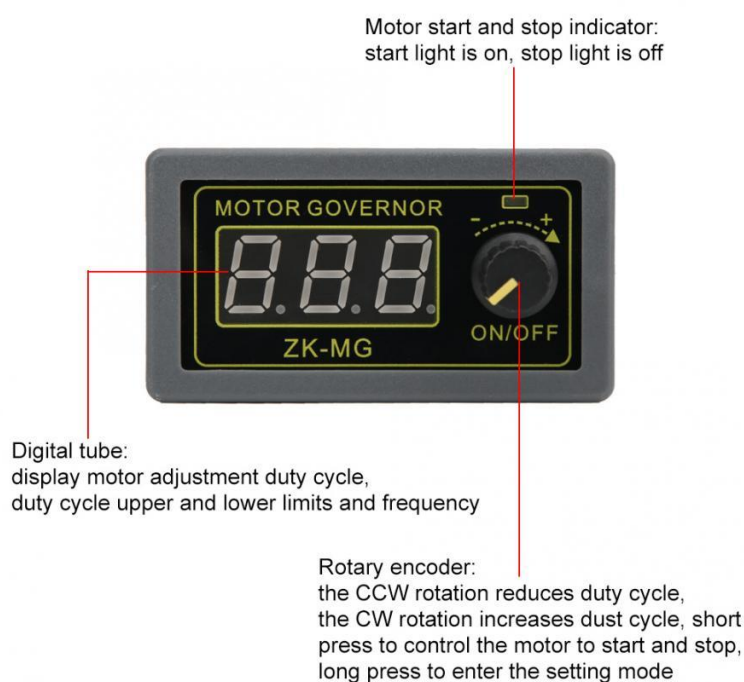 Motor start and stop indicator:
start light is on, stop light is off
MOTOR GOVERNOR
- +
8.8.8.
ZK-MG
ON/OFF
Digital tube:
display motor adjustment duty cycle,
duty cycle upper and lower limits and frequency
Rotary encoder:
the CCW rotation reduces duty cycle,
the CW rotation increases dust cycle, short
press to control the motor to start and stop,
long press to enter the setting mode